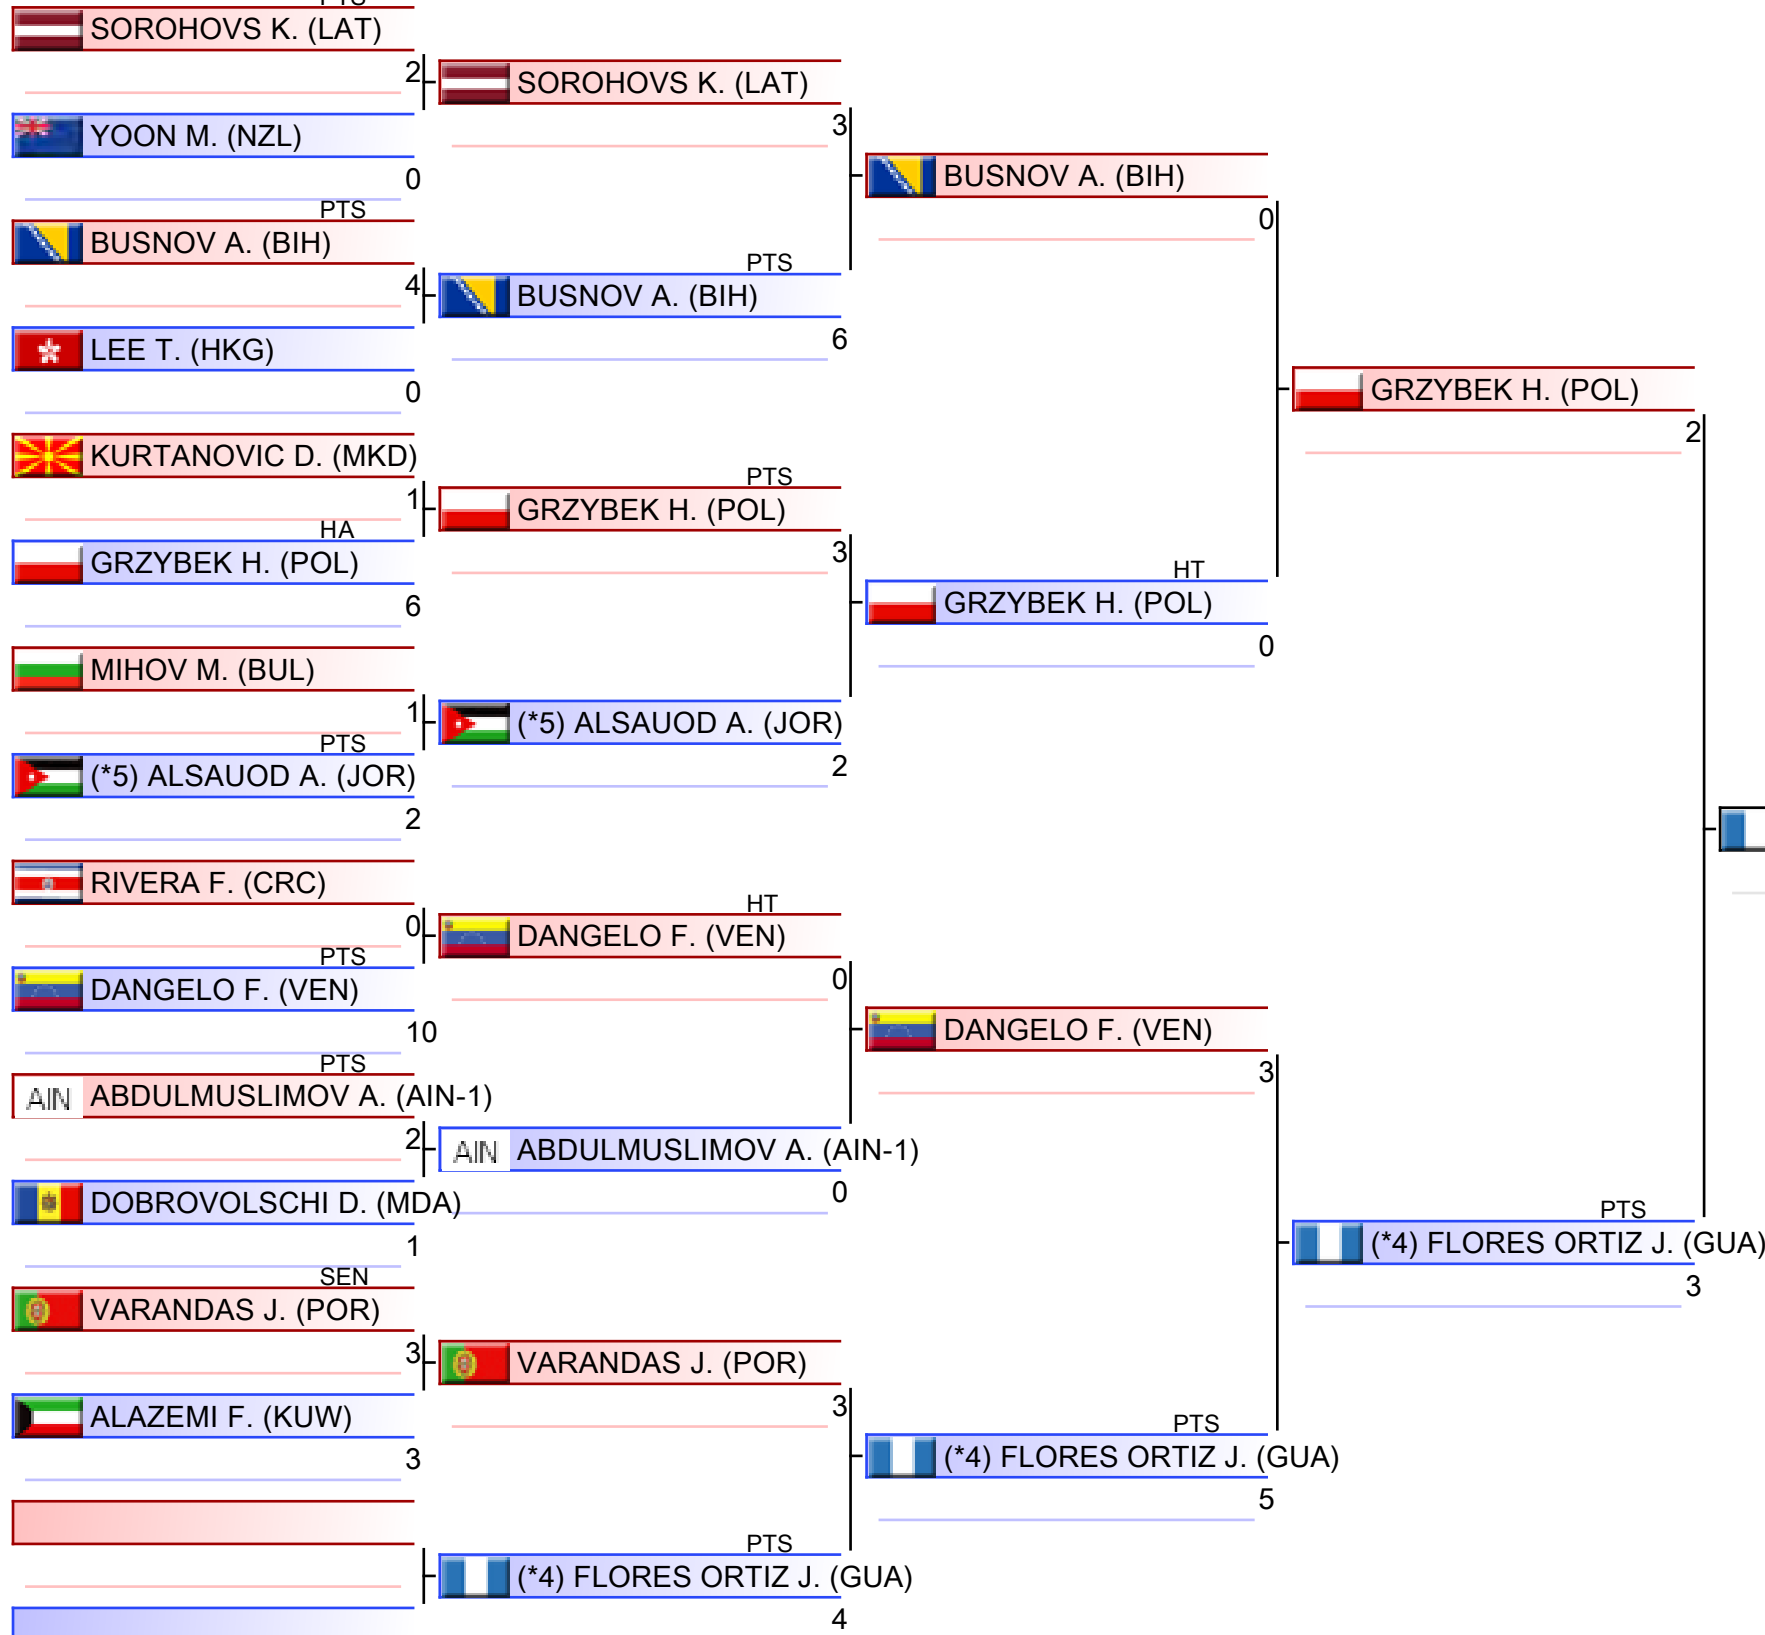 PTS
SOROHOVS K. (LAT)
2
YOON M. (NZL)
0
PTS
BUSNOV A. (BIH)
4
LEE T. (HKG)
0
KURTANOVIC D. (MKD)
1
HA
GRZYBEK H. (POL)
6
MIHOV M. (BUL)
1
PTS
(*5) ALSAUOD A. (JOR)
2
RIVERA F. (CRC)
0
PTS
DANGELO F. (VEN)
10
PTS
AIN ABDULMUSLIMOV A. (AIN-1)
2
DOBROVOLSCHI D. (MDA)
1
SEN
VARANDAS J. (POR)
3
ALAZEMI F. (KUW)
3
SOROHOVS K. (LAT)
3
PTS
BUSNOV A. (BIH)
6
PTS
GRZYBEK H. (POL)
3
(*5) ALSAUOD A. (JOR)
2
HT
DANGELO F. (VEN)
0
AIN ABDULMUSLIMOV A. (AIN-1)
0
VARANDAS J. (POR)
3
PTS
(*4) FLORES ORTIZ J. (GUA)
4
BUSNOV A. (BIH)
0
HT
GRZYBEK H. (POL)
0
DANGELO F. (VEN)
3
PTS
(*4) FLORES ORTIZ J. (GUA)
5
GRZYBEK H. (POL)
2
PTS
(*4) FLORES ORTIZ J. (GUA)
3